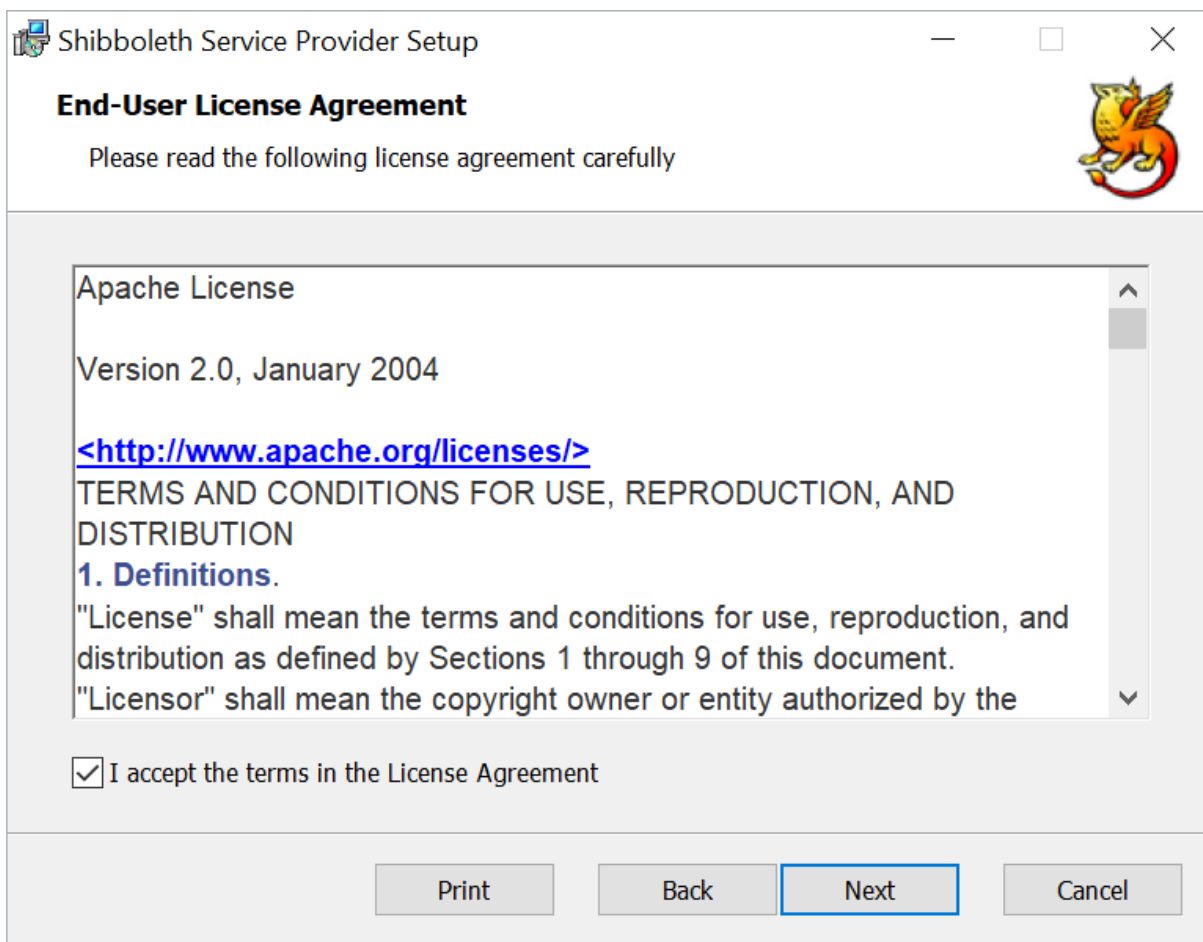 Shibboleth Service Provider Setup
End-User License Agreement
Please read the following license agreement carefully
Apache License
Version 2.0, January 2004
<http://www.apache.org/licenses/>
TERMS AND CONDITIONS FOR USE, REPRODUCTION, AND
DISTRIBUTION
1. Definitions.
"License" shall mean the terms and conditions for use, reproduction, and
distribution as defined by Sections 1 through 9 of this document.
"Licensor" shall mean the copyright owner or entity authorized by the
I accept the terms in the License Agreement
Print Back Next Cancel